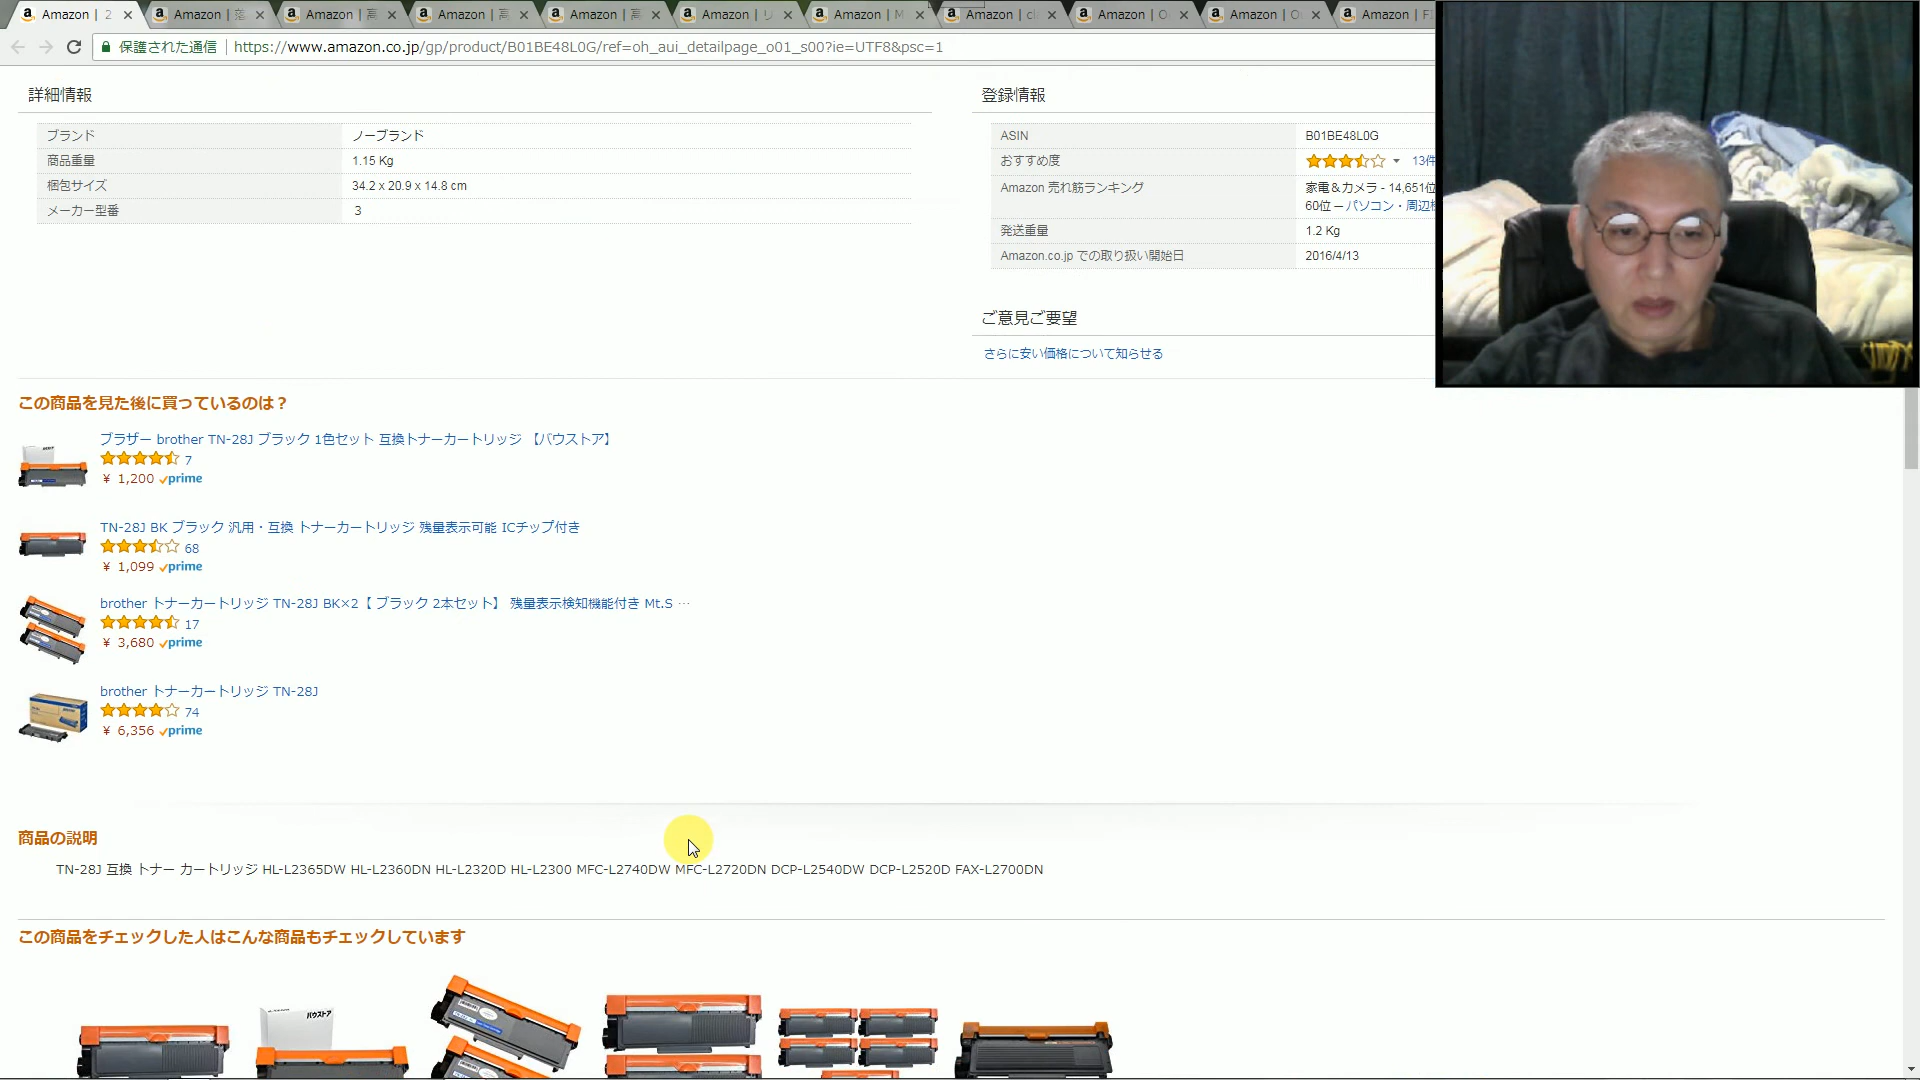 Amazon | 2
Amazon | 落
Amazon | 高
Amazon | 高
Amazon | 高
Amazon | リ
Amazon | M
Amazon | cl
Amazon | O
Amazon | O
Amazon | F
保護された通信
https://www.amazon.co.jp/gp/product/B01BE48L0G/ref=oh_aui_detailpage_o01_s00?ie=UTF8&psc=1
詳細情報
ブランド ノーブランド
商品重量 1.15 Kg
梱包サイズ 34.2 x 20.9 x 14.8 cm
メーカー型番 3
登録情報
ASIN B01BE48L0G
おすすめ度 13件
Amazon 売れ筋ランキング 家電＆カメラ - 14,651位
60位 ─ パソコン・周辺機
発送重量 1.2 Kg
Amazon.co.jp での取り扱い開始日 2016/4/13
ご意見ご要望
さらに安い価格について知らせる
この商品を見た後に買っているのは？
ブラザー brother TN-28J ブラック 1色セット 互換トナーカートリッジ 【バウストア】
7
￥ 1,200 prime
TN-28J BK ブラック 汎用・互換 トナーカートリッジ 残量表示可能 ICチップ付き
68
￥ 1,099 prime
brother トナーカートリッジ TN-28J BK×2【 ブラック 2本セット】 残量表示検知機能付き Mt.S …
17
￥ 3,680 prime
brother トナーカートリッジ TN-28J
74
￥ 6,356 prime
商品の説明
TN-28J 互換 トナー カートリッジ HL-L2365DW HL-L2360DN HL-L2320D HL-L2300 MFC-L2740DW MFC-L2720DN DCP-L2540DW DCP-L2520D FAX-L2700DN
この商品をチェックした人はこんな商品もチェックしています
バウストア